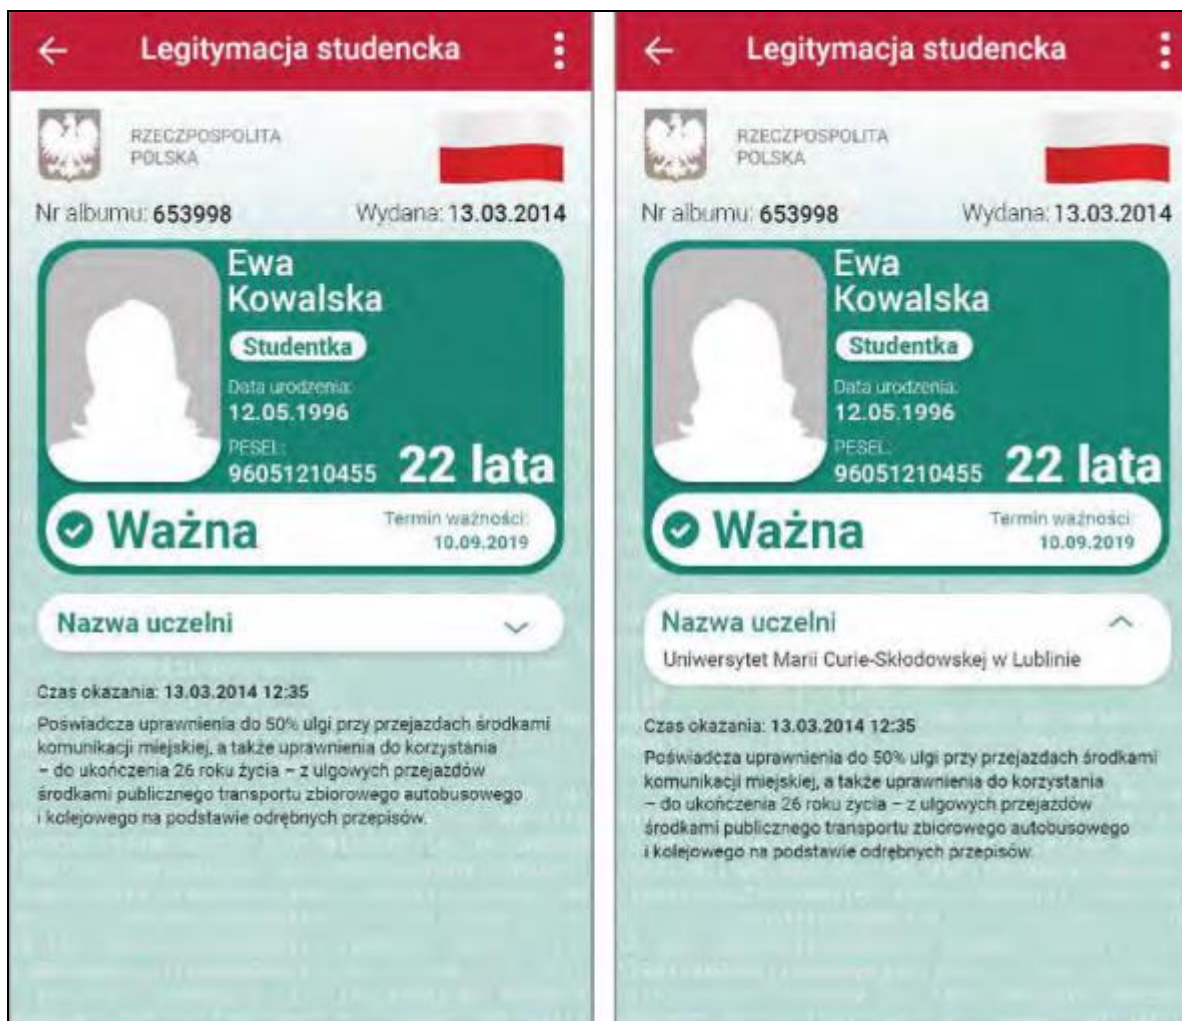 Legitymacja studencka
RZECZPOSPOLITA
POLSKA
Nr albumu: 653998 Wydana: 13.03.2014
Ewa
Kowalska
Studentka
Data urodzenia:
12.05.1996
PESEL:
96051210455 22 lata
Ważna Termin ważności:
10.09.2019
Nazwa uczelni
Czas okazania: 13.03.2014 12:35
Poświadcza uprawnienia do 50% ulgi przy przejazdach środkami
komunikacji miejskiej, a także uprawnienia do korzystania
– do ukończenia 26 roku życia – z ulgowych przejazdów
środkami publicznego transportu zbiorowego autobusowego
i kolejowego na podstawie odrębnych przepisów.
Legitymacja studencka
RZECZPOSPOLITA
POLSKA
Nr albumu: 653998 Wydana: 13.03.2014
Ewa
Kowalska
Studentka
Data urodzenia:
12.05.1996
PESEL:
96051210455 22 lata
Ważna Termin ważności:
10.09.2019
Nazwa uczelni
Uniwersytet Marii Curie-Skłodowskej w Lublinie
Czas okazania: 13.03.2014 12:35
Poświadcza uprawnienia do 50% ulgi przy przejazdach środkami
komunikacji miejskiej, a także uprawnienia do korzystania
– do ukończenia 26 roku życia – z ulgowych przejazdów
środkami publicznego transportu zbiorowego autobusowego
i kolejowego na podstawie odrębnych przepisów.